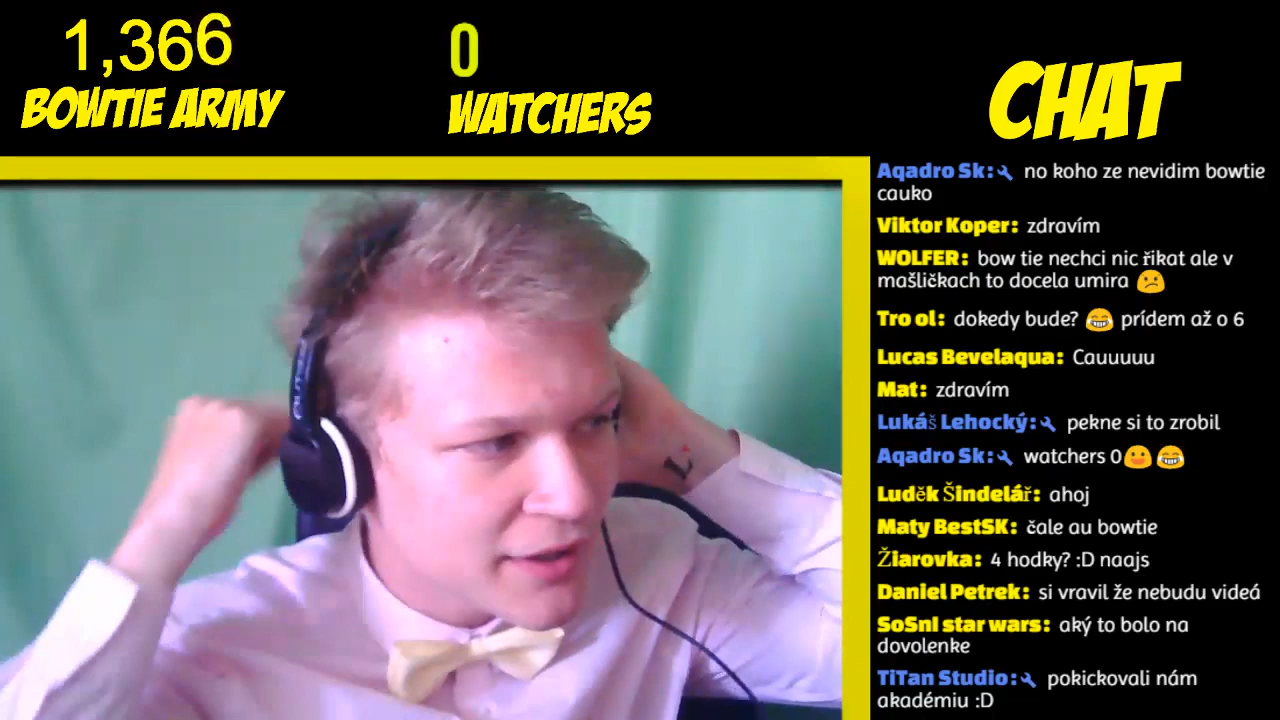 1,366
BOWTIE ARMY
0
WATCHERS
CHAT
Aqadro Sk: no koho ze nevidim bowtie
cauko
Viktor Koper: zdravím
WOLFER: bow tie nechci nic řikat ale v
mašličkach to docela umira 😕
Tro ol: dokedy bude? 😂 prídem až o 6
Lucas Bevelaqua: Cauuuuu
Mat: zdravím
Lukáš Lehocký: pekne si to zrobil
Aqadro Sk: watchers 0😃 😂
Luděk Šindelář: ahoj
Maty BestSK: čale au bowtie
Žiarovka: 4 hodky? :D naajs
Daniel Petrek: si vravil že nebudu videá
SoSnI star wars: aký to bolo na
dovolenke
TiTan Studio: pokickovali nám
akadémiu :D